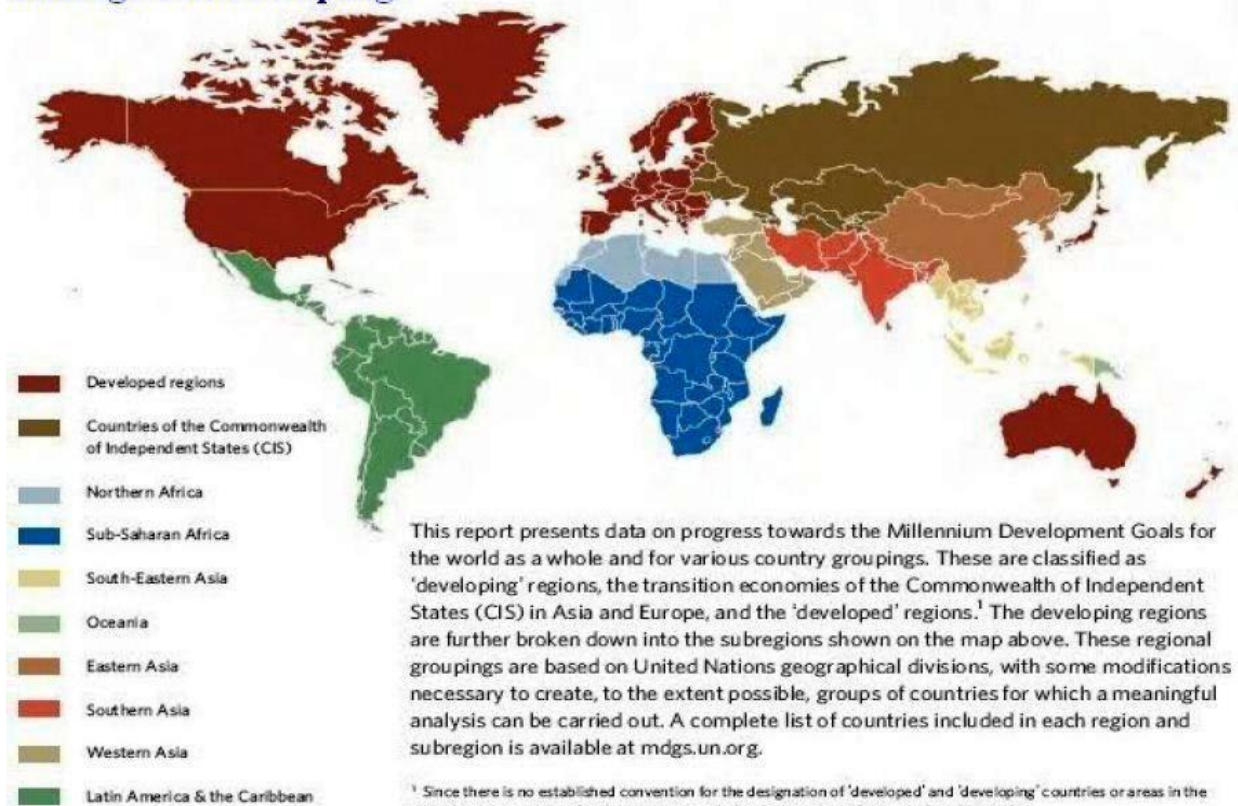 Developed regions
Countries of the Commonwealth
of Independent States (CIS)
Northern Africa
Sub-Saharan Africa
South-Eastern Asia
Oceania
Eastern Asia
Southern Asia
Western Asia
Latin America & the Caribbean
This report presents data on progress towards the Millennium Development Goals for
the world as a whole and for various country groupings. These are classified as
‘developing’ regions, the transition economies of the Commonwealth of Independent
States (CIS) in Asia and Europe, and the ‘developed’ regions.¹ The developing regions
are further broken down into the subregions shown on the map above. These regional
groupings are based on United Nations geographical divisions, with some modifications
necessary to create, to the extent possible, groups of countries for which a meaningful
analysis can be carried out. A complete list of countries included in each region and
subregion is available at mdgs.un.org.
¹ Since there is no established convention for the designation of ‘developed’ and ‘developing’ countries or areas in the